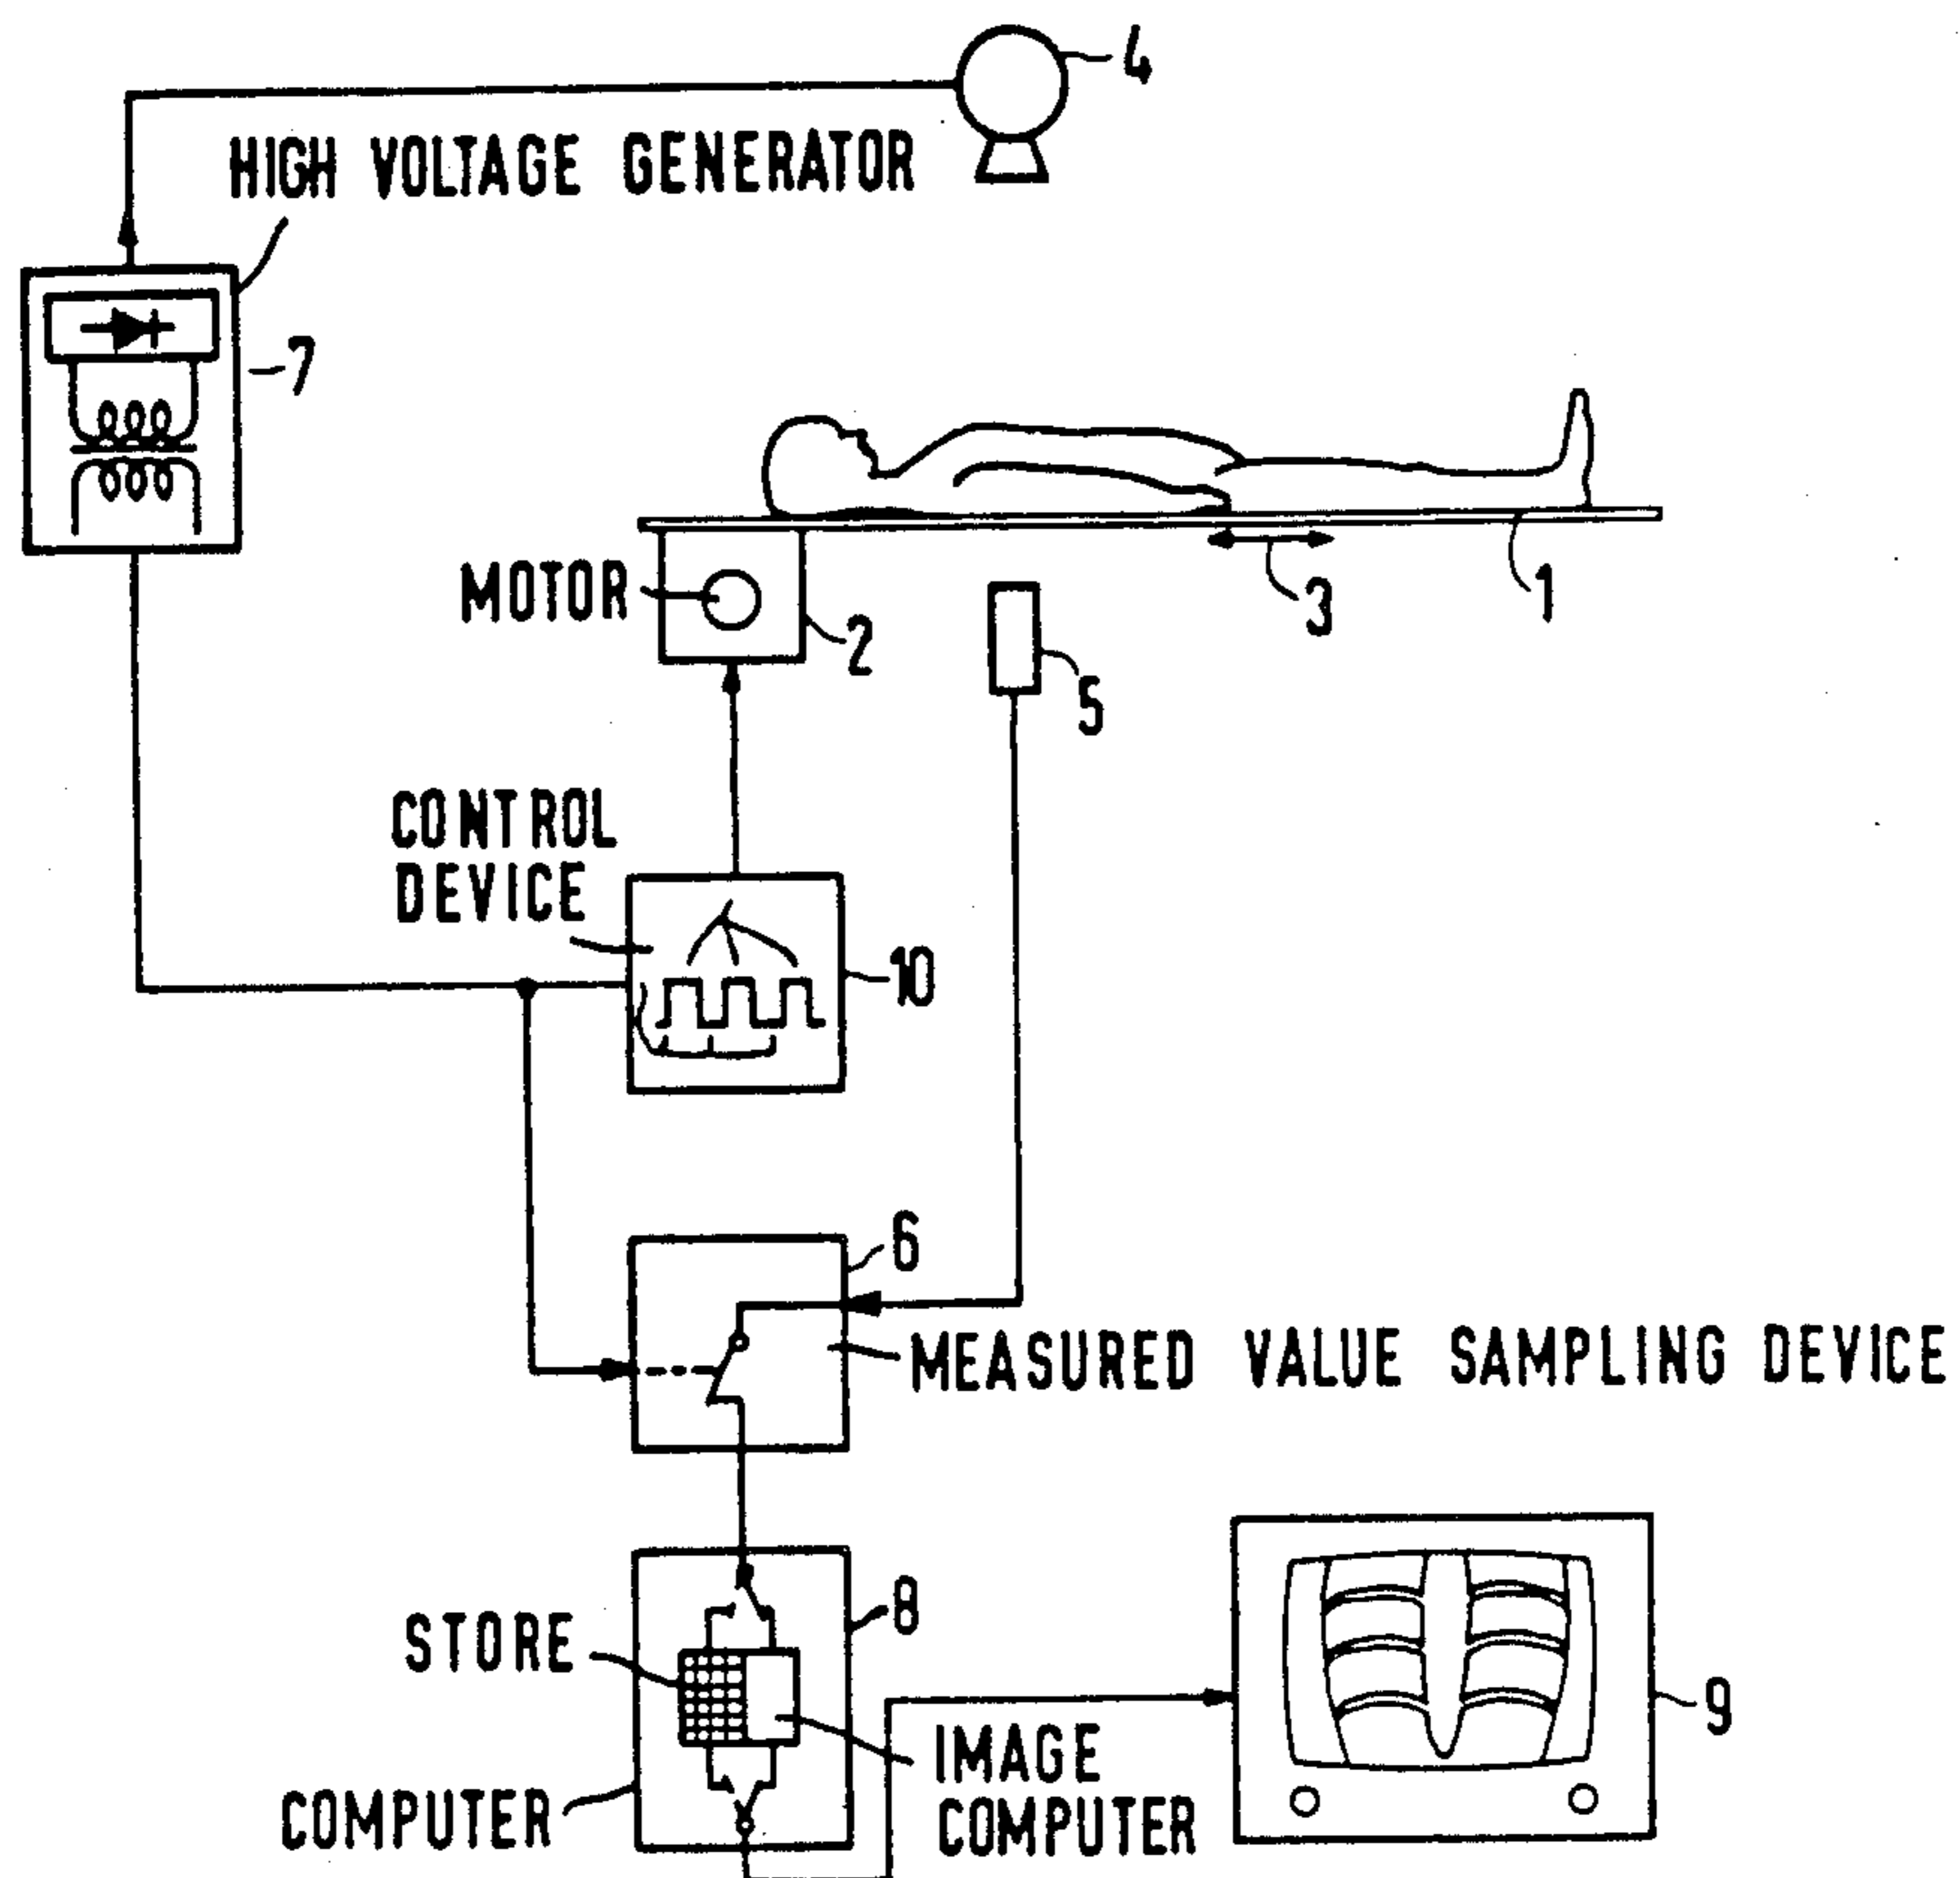 4
HIGH VOLTAGE GENERATOR
7
MOTOR
2
3
1
5
CONTROL
DEVICE
10
6
MEASURED VALUE SAMPLING DEVICE
8
STORE
9
IMAGE
COMPUTER
COMPUTER